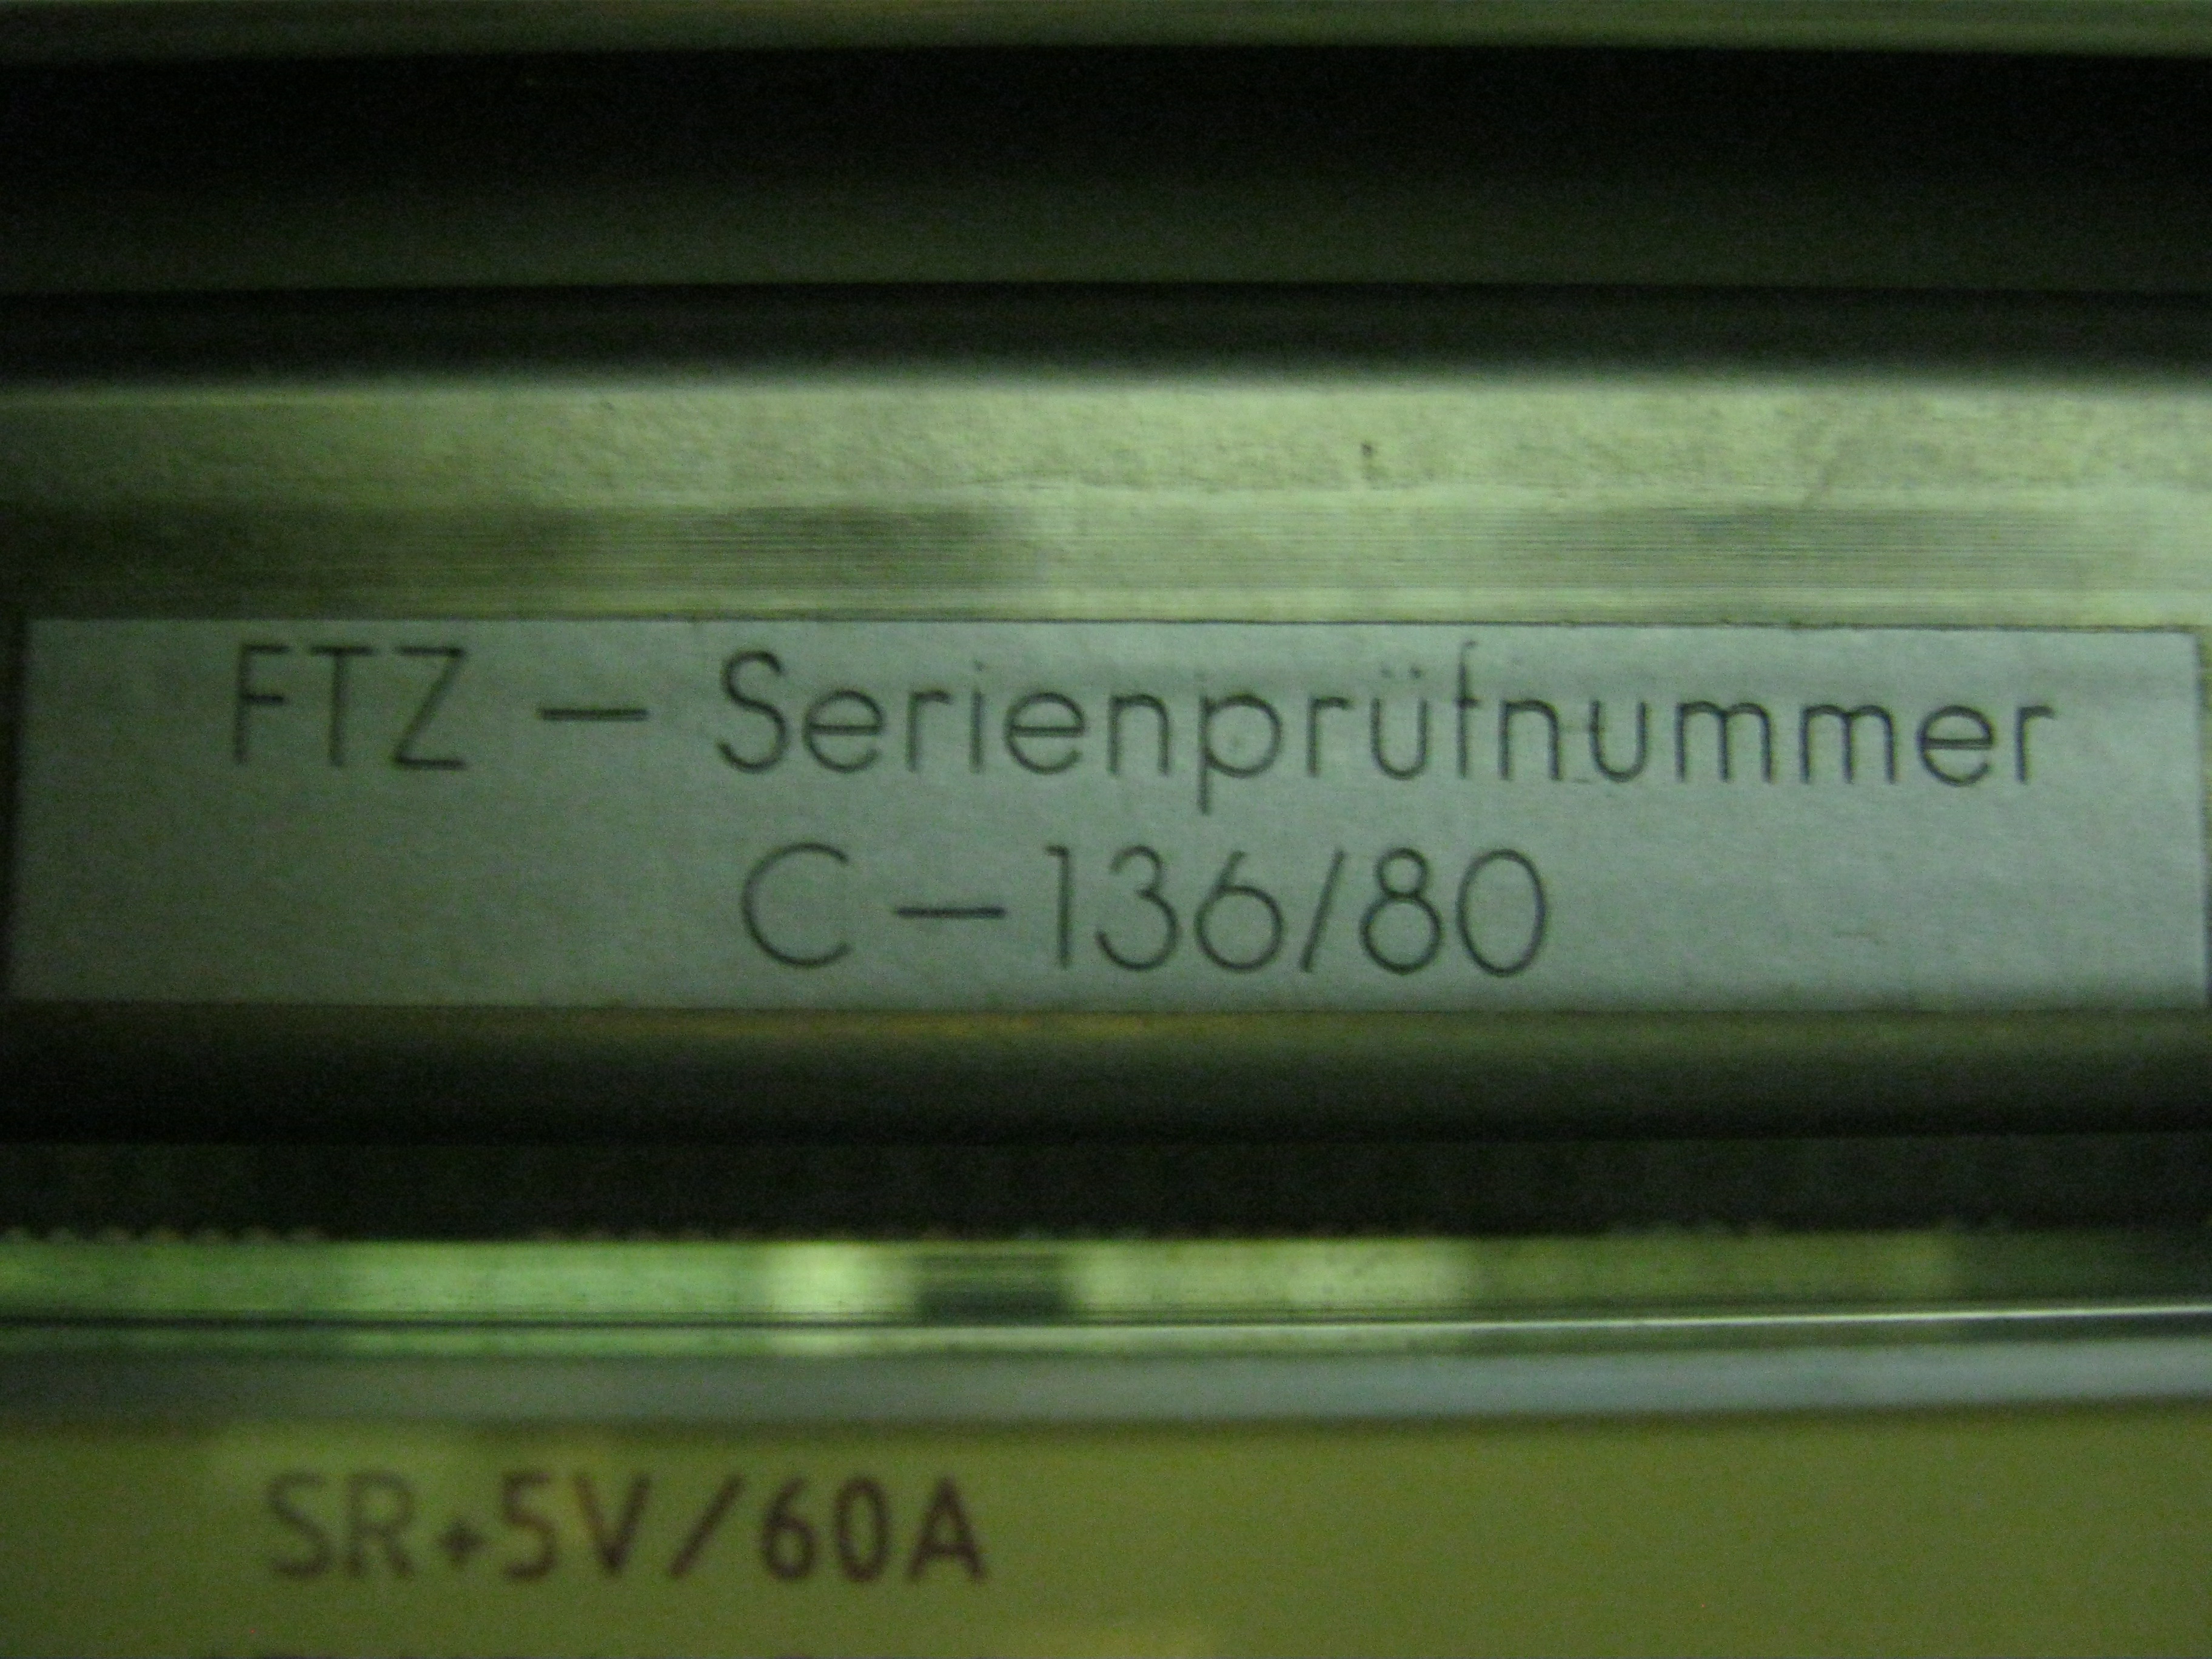 FTZ — Serienprüfnummer
C — 136/80
SR+5V/60A